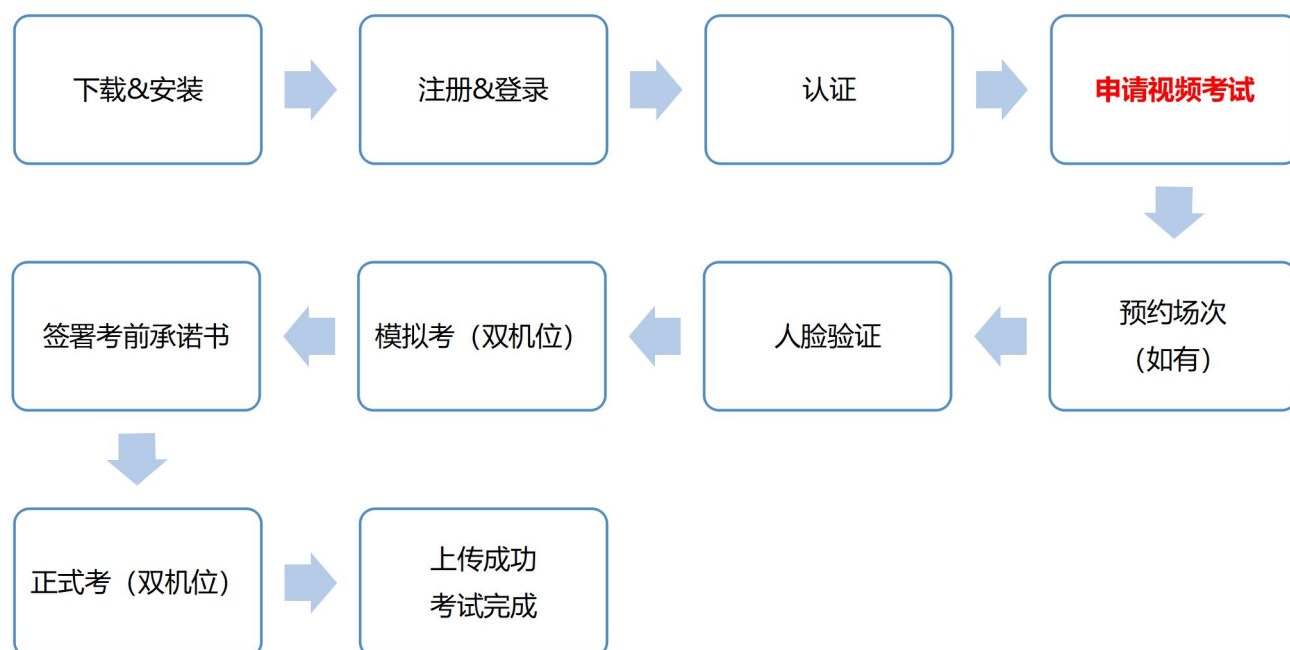 下载&安装
注册&登录
认证
申请视频考试
预约场次
（如有）
人脸验证
模拟考（双机位）
签署考前承诺书
正式考（双机位）
上传成功
考试完成